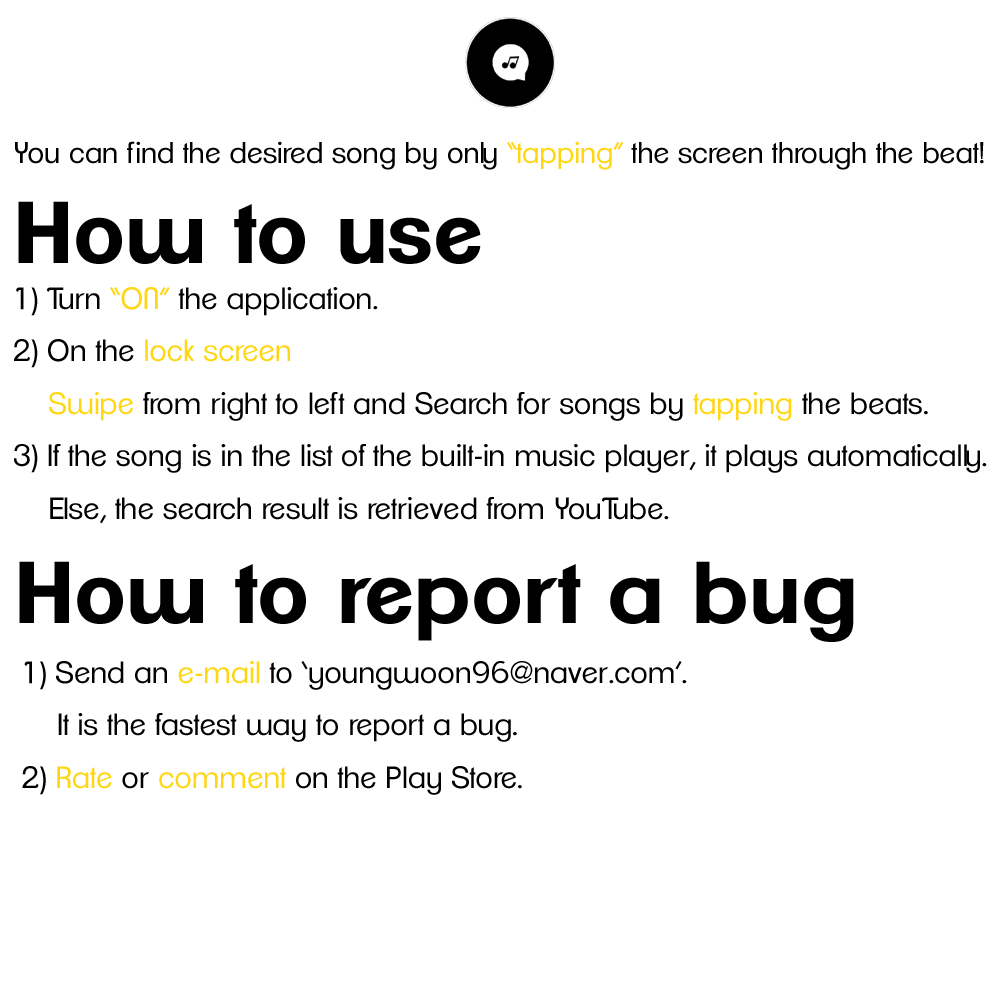 You can find the desired song by only "tapping" the screen through the beat!
How to use
1) Turn "ON" the application.
2) On the lock screen
Swipe from right to left and Search for songs by tapping the beats.
3) If the song is in the list of the built-in music player, it plays automatically.
Else, the search result is retrieved from YouTube.
How to report a bug
1) Send an e-mail to 'youngwoon96@naver.com'.
It is the fastest way to report a bug.
2) Rate or comment on the Play Store.